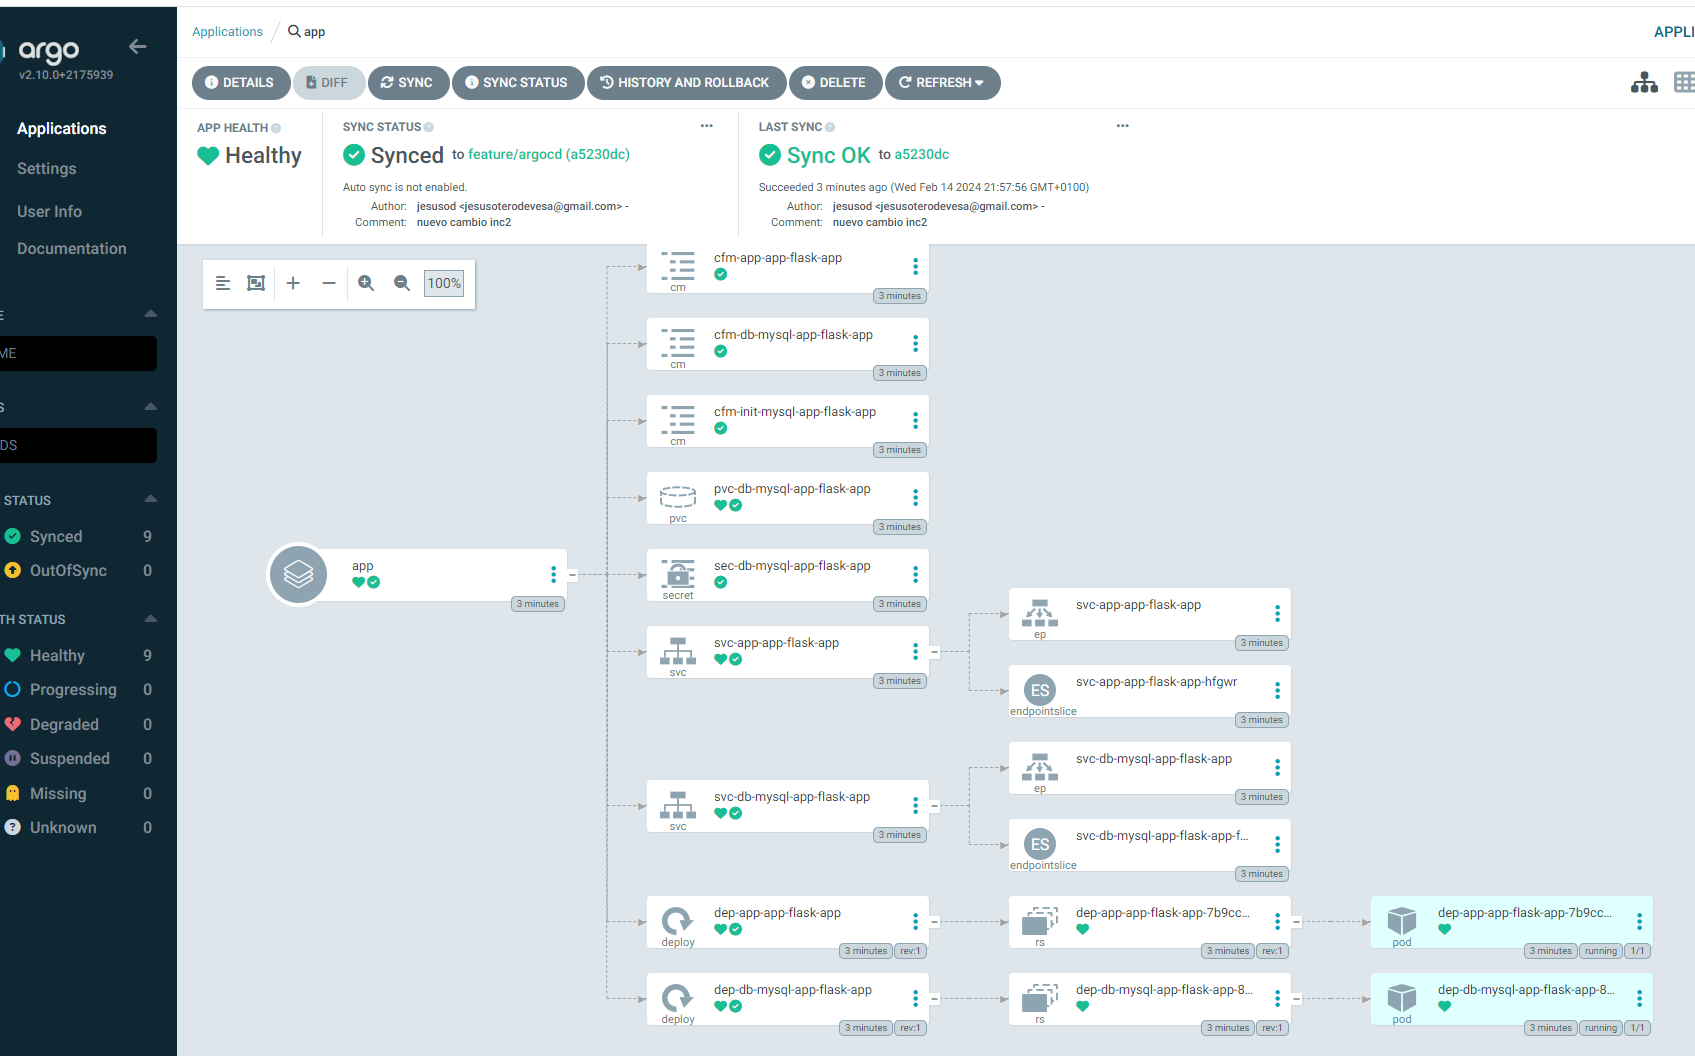 Applications / app
APPLI
argo
v2.10.0+2175939
DETAILS
DIFF
SYNC
SYNC STATUS
HISTORY AND ROLLBACK
DELETE
REFRESH
Applications
Settings
User Info
Documentation
E
ME
S
DS
STATUS
Synced 9
OutOfSync 0
TH STATUS
Healthy 9
Progressing 0
Degraded 0
Suspended 0
Missing 0
Unknown 0
APP HEALTH
Healthy
SYNC STATUS
Synced to feature/argocd (a5230dc)
Auto sync is not enabled.
Author: jesusod <jesusoterodevesa@gmail.com> -
Comment: nuevo cambio inc2
LAST SYNC
Sync OK to a5230dc
Succeeded 3 minutes ago (Wed Feb 14 2024 21:57:56 GMT+0100)
Author: jesusod <jesusoterodevesa@gmail.com> -
Comment: nuevo cambio inc2
100%
app
3 minutes
cfm-app-app-flask-app
cm
3 minutes
cfm-db-mysql-app-flask-app
cm
3 minutes
cfm-init-mysql-app-flask-app
cm
3 minutes
pvc-db-mysql-app-flask-app
pvc
3 minutes
sec-db-mysql-app-flask-app
secret
3 minutes
svc-app-app-flask-app
svc
3 minutes
svc-app-app-flask-app
ep
3 minutes
ES
svc-app-app-flask-app-hfgwr
endpointslice
3 minutes
svc-db-mysql-app-flask-app
svc
3 minutes
svc-db-mysql-app-flask-app
ep
3 minutes
ES
svc-db-mysql-app-flask-app-f...
endpointslice
3 minutes
dep-app-app-flask-app
deploy
3 minutes rev:1
dep-app-app-flask-app-7b9cc...
rs
3 minutes rev:1
dep-app-app-flask-app-7b9cc...
pod
3 minutes running 1/1
dep-db-mysql-app-flask-app
deploy
3 minutes rev:1
dep-db-mysql-app-flask-app-8...
rs
3 minutes rev:1
dep-db-mysql-app-flask-app-8...
pod
3 minutes running 1/1